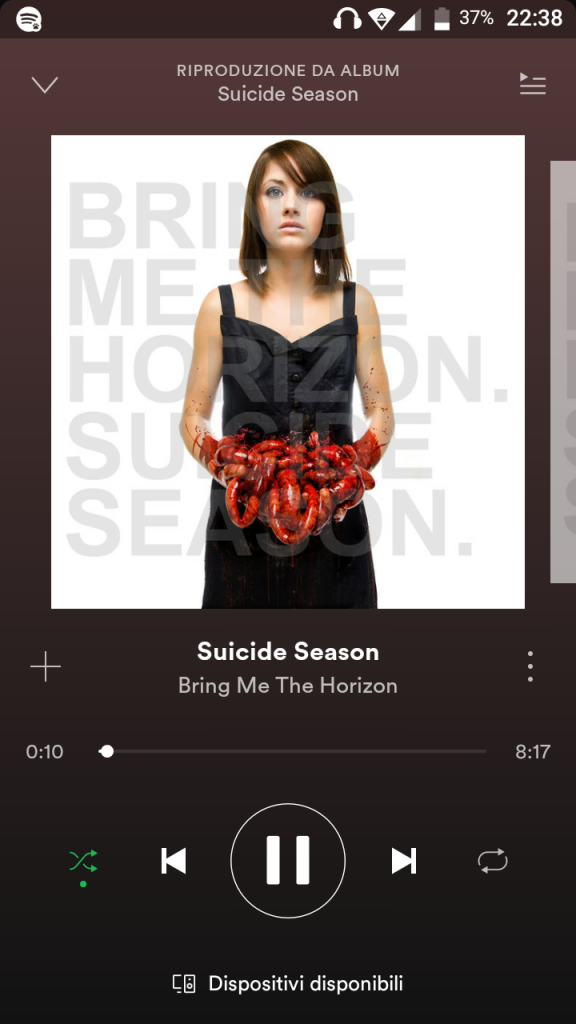 37% 22:38
RIPRODUZIONE DA ALBUM
Suicide Season
BRING
ME THE
HORIZON.
SUICIDE
SEASON.
Suicide Season
Bring Me The Horizon
0:10 8:17
Dispositivi disponibili